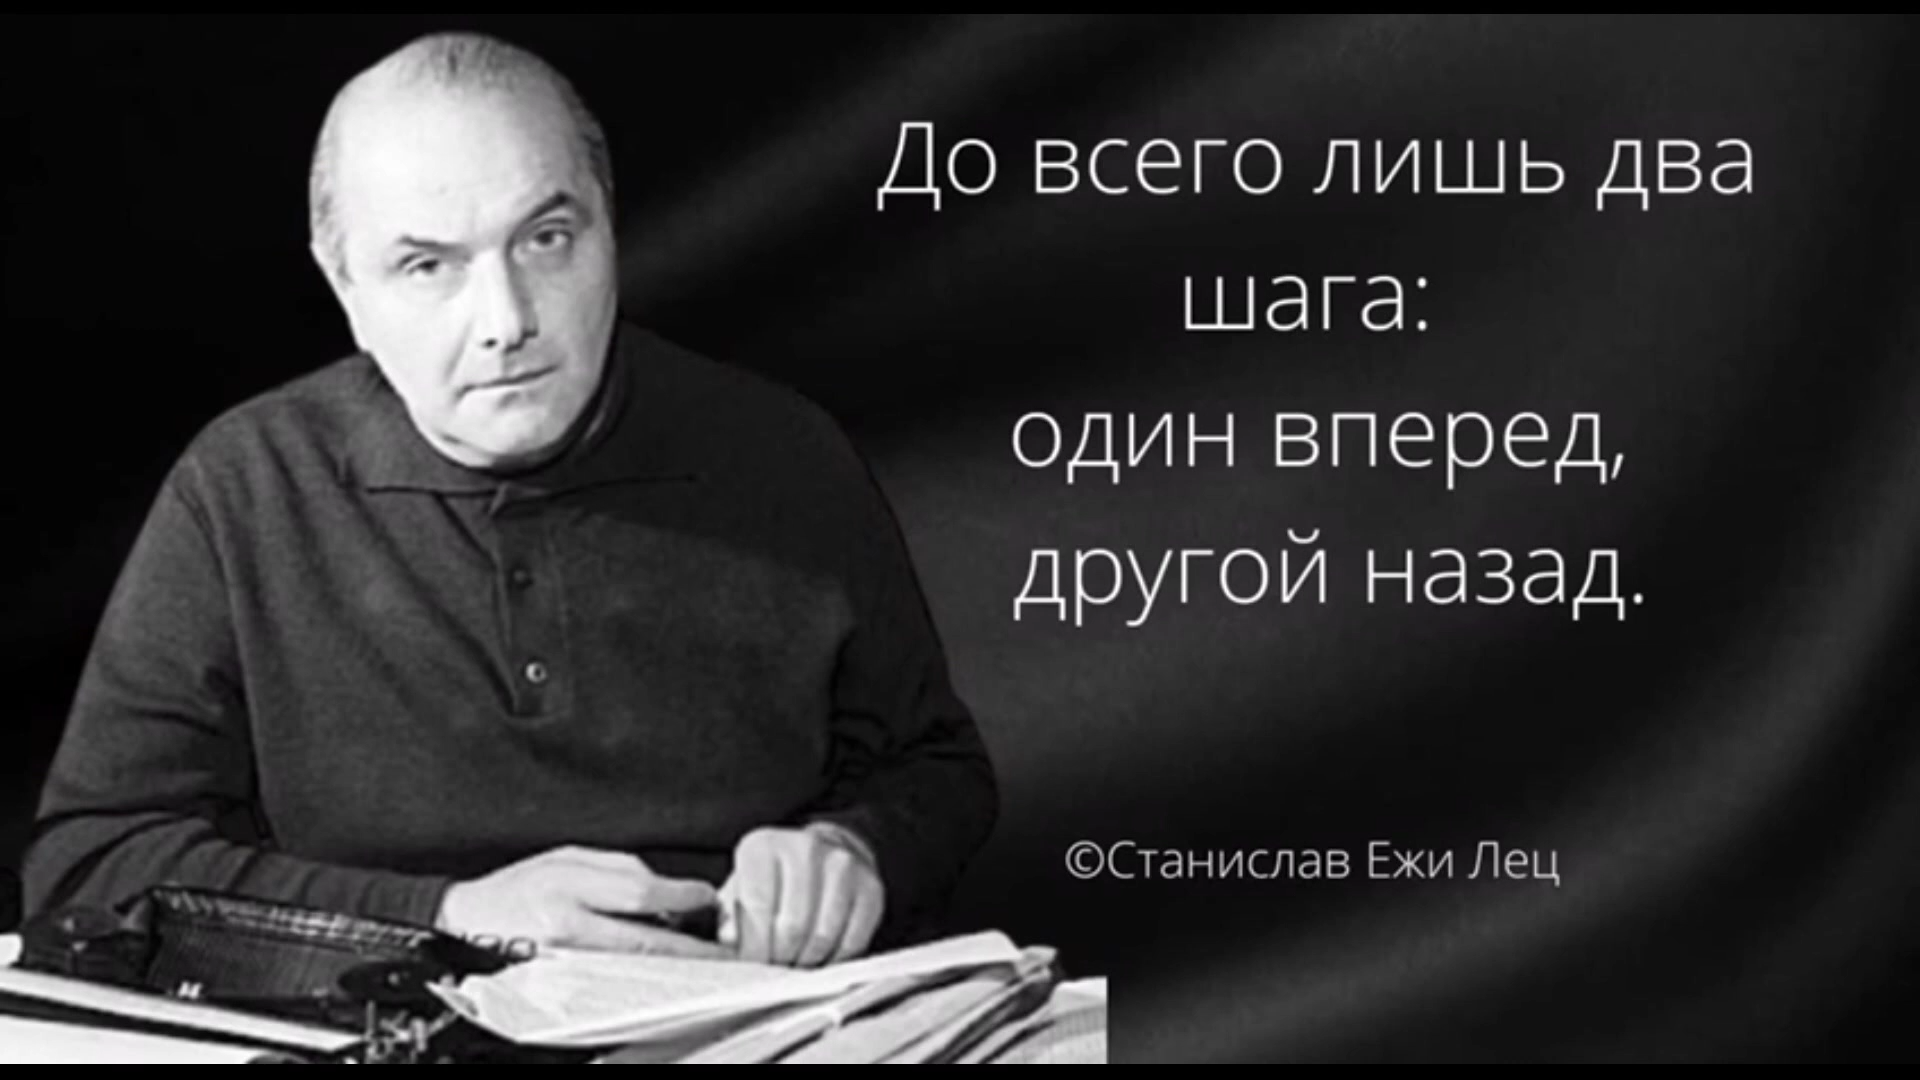 До всего лишь два
шага:
один вперед,
другой назад.
©Станислав Ежи Лец